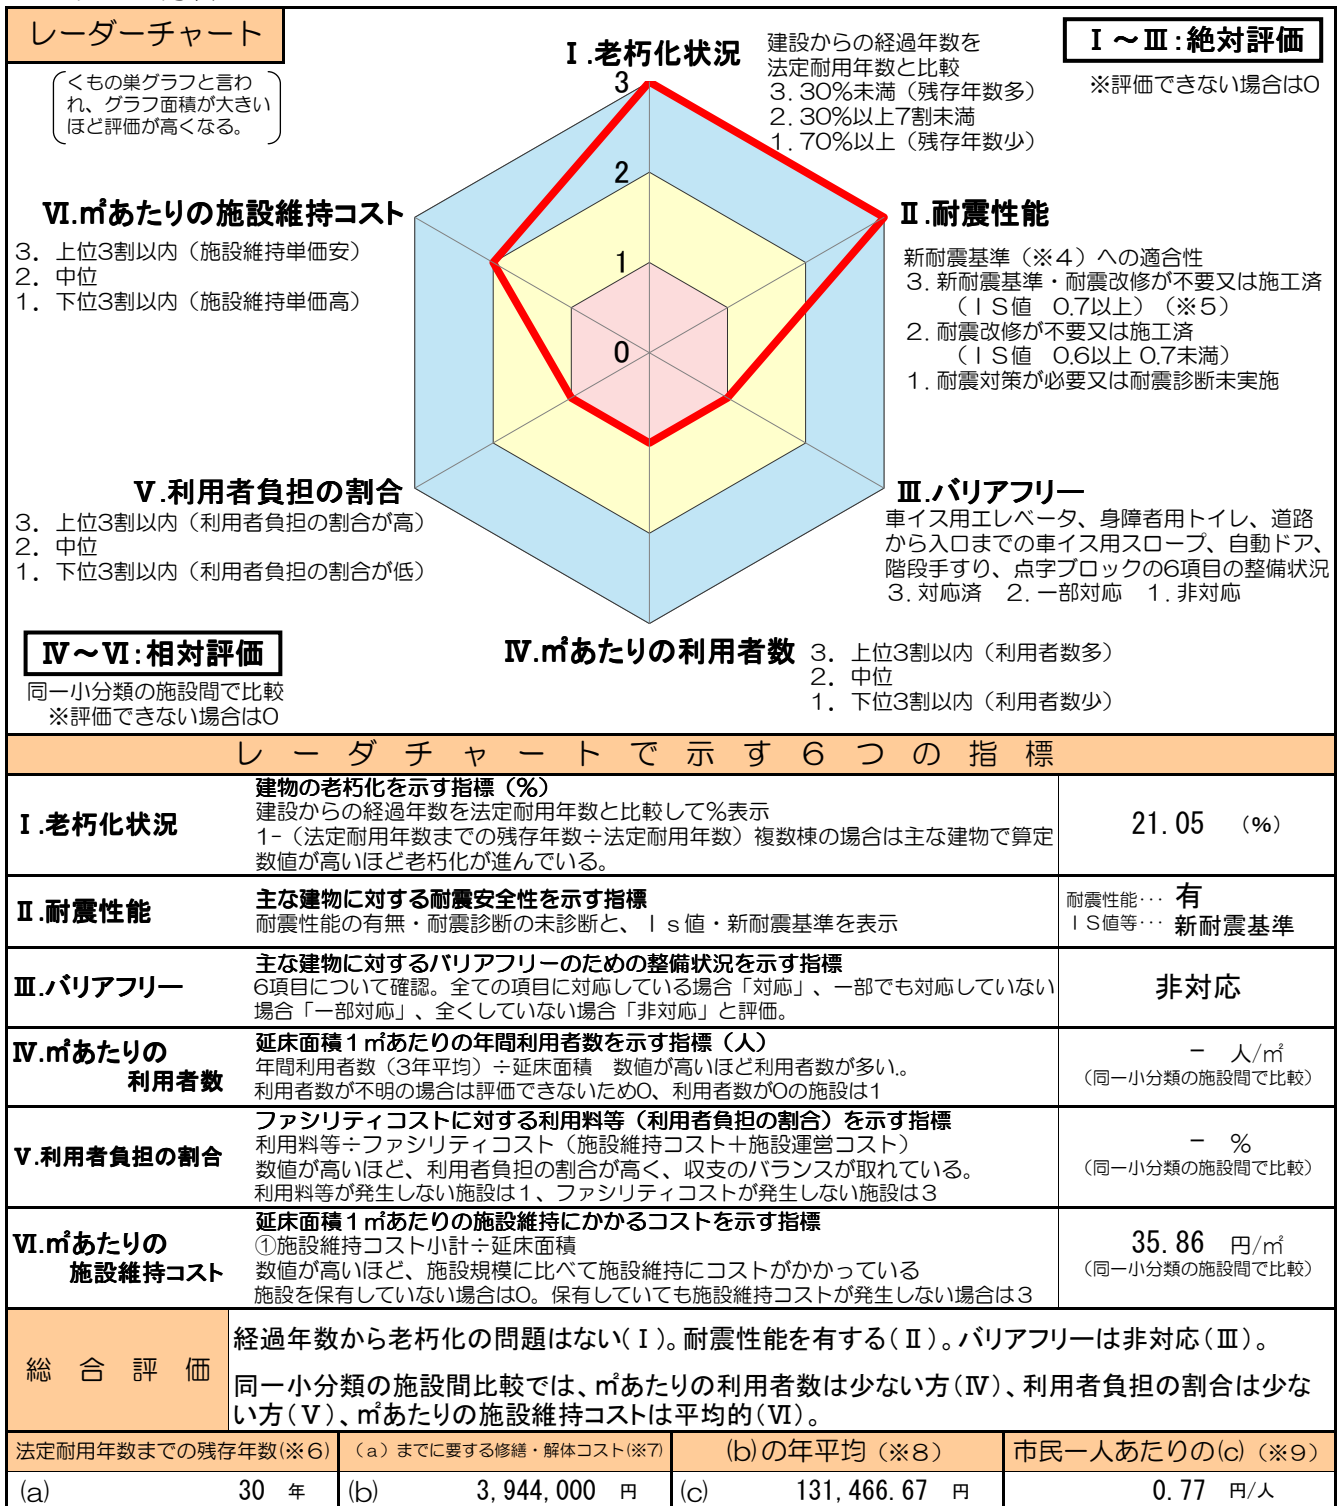 レーダーチャート
くもの巣グラフと言わ
れ、グラフ面積が大きい
ほど評価が高くなる。
Ⅰ～Ⅲ：絶対評価
※評価できない場合は0
Ⅰ.老朽化状況
建設からの経過年数を
法定耐用年数と比較
3. 30%未満（残存年数多）
2. 30%以上7割未満
1. 70%以上（残存年数少）
3
2
1
0
Ⅵ.㎡あたりの施設維持コスト
3. 上位3割以内（施設維持単価安）
2. 中位
1. 下位3割以内（施設維持単価高）
Ⅱ.耐震性能
新耐震基準（※4）への適合性
3. 新耐震基準・耐震改修が不要又は施工済
（ＩＳ値　0.7以上）（※5）
2. 耐震改修が不要又は施工済
（ＩＳ値　0.6以上 0.7未満）
1. 耐震対策が必要又は耐震診断未実施
Ⅴ.利用者負担の割合
3. 上位3割以内（利用者負担の割合が高）
2. 中位
1. 下位3割以内（利用者負担の割合が低）
Ⅲ.バリアフリー
車イス用エレベータ、身障者用トイレ、道路
から入口までの車イス用スロープ、自動ドア、
階段手すり、点字ブロックの6項目の整備状況
3. 対応済　2. 一部対応　1. 非対応
Ⅳ～Ⅵ：相対評価
同一小分類の施設間で比較
※評価できない場合は0
Ⅳ.㎡あたりの利用者数
3. 上位3割以内（利用者数多）
2. 中位
1. 下位3割以内（利用者数少）
レーダチャートで示す6つの指標
Ⅰ.老朽化状況
建物の老朽化を示す指標（%）
建設からの経過年数を法定耐用年数と比較して%表示
1-（法定耐用年数までの残存年数÷法定耐用年数）複数棟の場合は主な建物で算定
数値が高いほど老朽化が進んでいる。
21.05　（%）
Ⅱ.耐震性能
主な建物に対する耐震安全性を示す指標
耐震性能の有無・耐震診断の未診断と、Ｉｓ値・新耐震基準を表示
耐震性能… 有
ＩＳ値等… 新耐震基準
Ⅲ.バリアフリー
主な建物に対するバリアフリーのための整備状況を示す指標
6項目について確認。全ての項目に対応している場合「対応」、一部でも対応していない
場合「一部対応」、全くしていない場合「非対応」と評価。
非対応
Ⅳ.㎡あたりの
利用者数
延床面積1㎡あたりの年間利用者数を示す指標（人）
年間利用者数（3年平均）÷延床面積　数値が高いほど利用者数が多い。
利用者数が不明の場合は評価できないため0、利用者数が0の施設は1
−　人/㎡
（同一小分類の施設間で比較）
Ⅴ.利用者負担の割合
ファシリティコストに対する利用料等（利用者負担の割合）を示す指標
利用料等÷ファシリティコスト（施設維持コスト＋施設運営コスト）
数値が高いほど、利用者負担の割合が高く、収支のバランスが取れている。
利用料等が発生しない施設は1、ファシリティコストが発生しない施設は3
−　%
（同一小分類の施設間で比較）
Ⅵ.㎡あたりの
施設維持コスト
延床面積1㎡あたりの施設維持にかかるコストを示す指標
①施設維持コスト小計÷延床面積
数値が高いほど、施設規模に比べて施設維持にコストがかかっている
施設を保有していない場合は0。保有していても施設維持コストが発生しない場合は3
35.86　円/㎡
（同一小分類の施設間で比較）
総合評価
経過年数から老朽化の問題はない(Ⅰ)。耐震性能を有する(Ⅱ)。バリアフリーは非対応(Ⅲ)。
同一小分類の施設間比較では、㎡あたりの利用者数は少ない方(Ⅳ)、利用者負担の割合は少な
い方(Ⅴ)、㎡あたりの施設維持コストは平均的(Ⅵ)。
法定耐用年数までの残存年数(※6)　（a）までに要する修繕・解体コスト(※7)　(b)の年平均（※8）　市民一人あたりの(c)（※9）
(a)　30 年　(b)　3,944,000 円　(c)　131,466.67 円　0.77 円/人